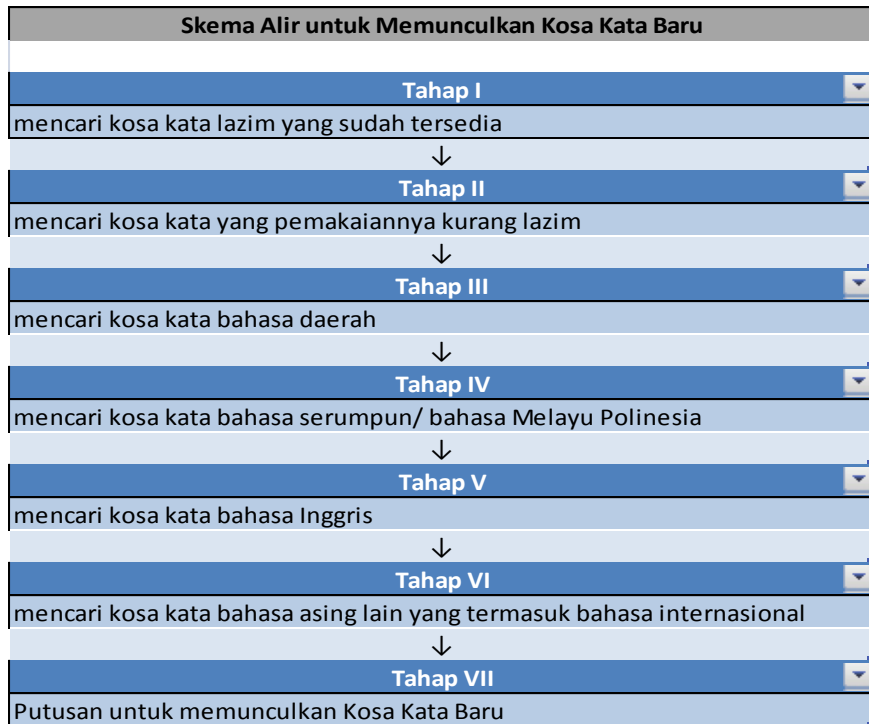 Skema Alir untuk Memunculkan Kosa Kata Baru
Tahap I
mencari kosa kata lazim yang sudah tersedia
↓
Tahap II
mencari kosa kata yang pemakaiannya kurang lazim
↓
Tahap III
mencari kosa kata bahasa daerah
↓
Tahap IV
mencari kosa kata bahasa serumpun/ bahasa Melayu Polinesia
↓
Tahap V
mencari kosa kata bahasa Inggris
↓
Tahap VI
mencari kosa kata bahasa asing lain yang termasuk bahasa internasional
↓
Tahap VII
Putusan untuk memunculkan Kosa Kata Baru